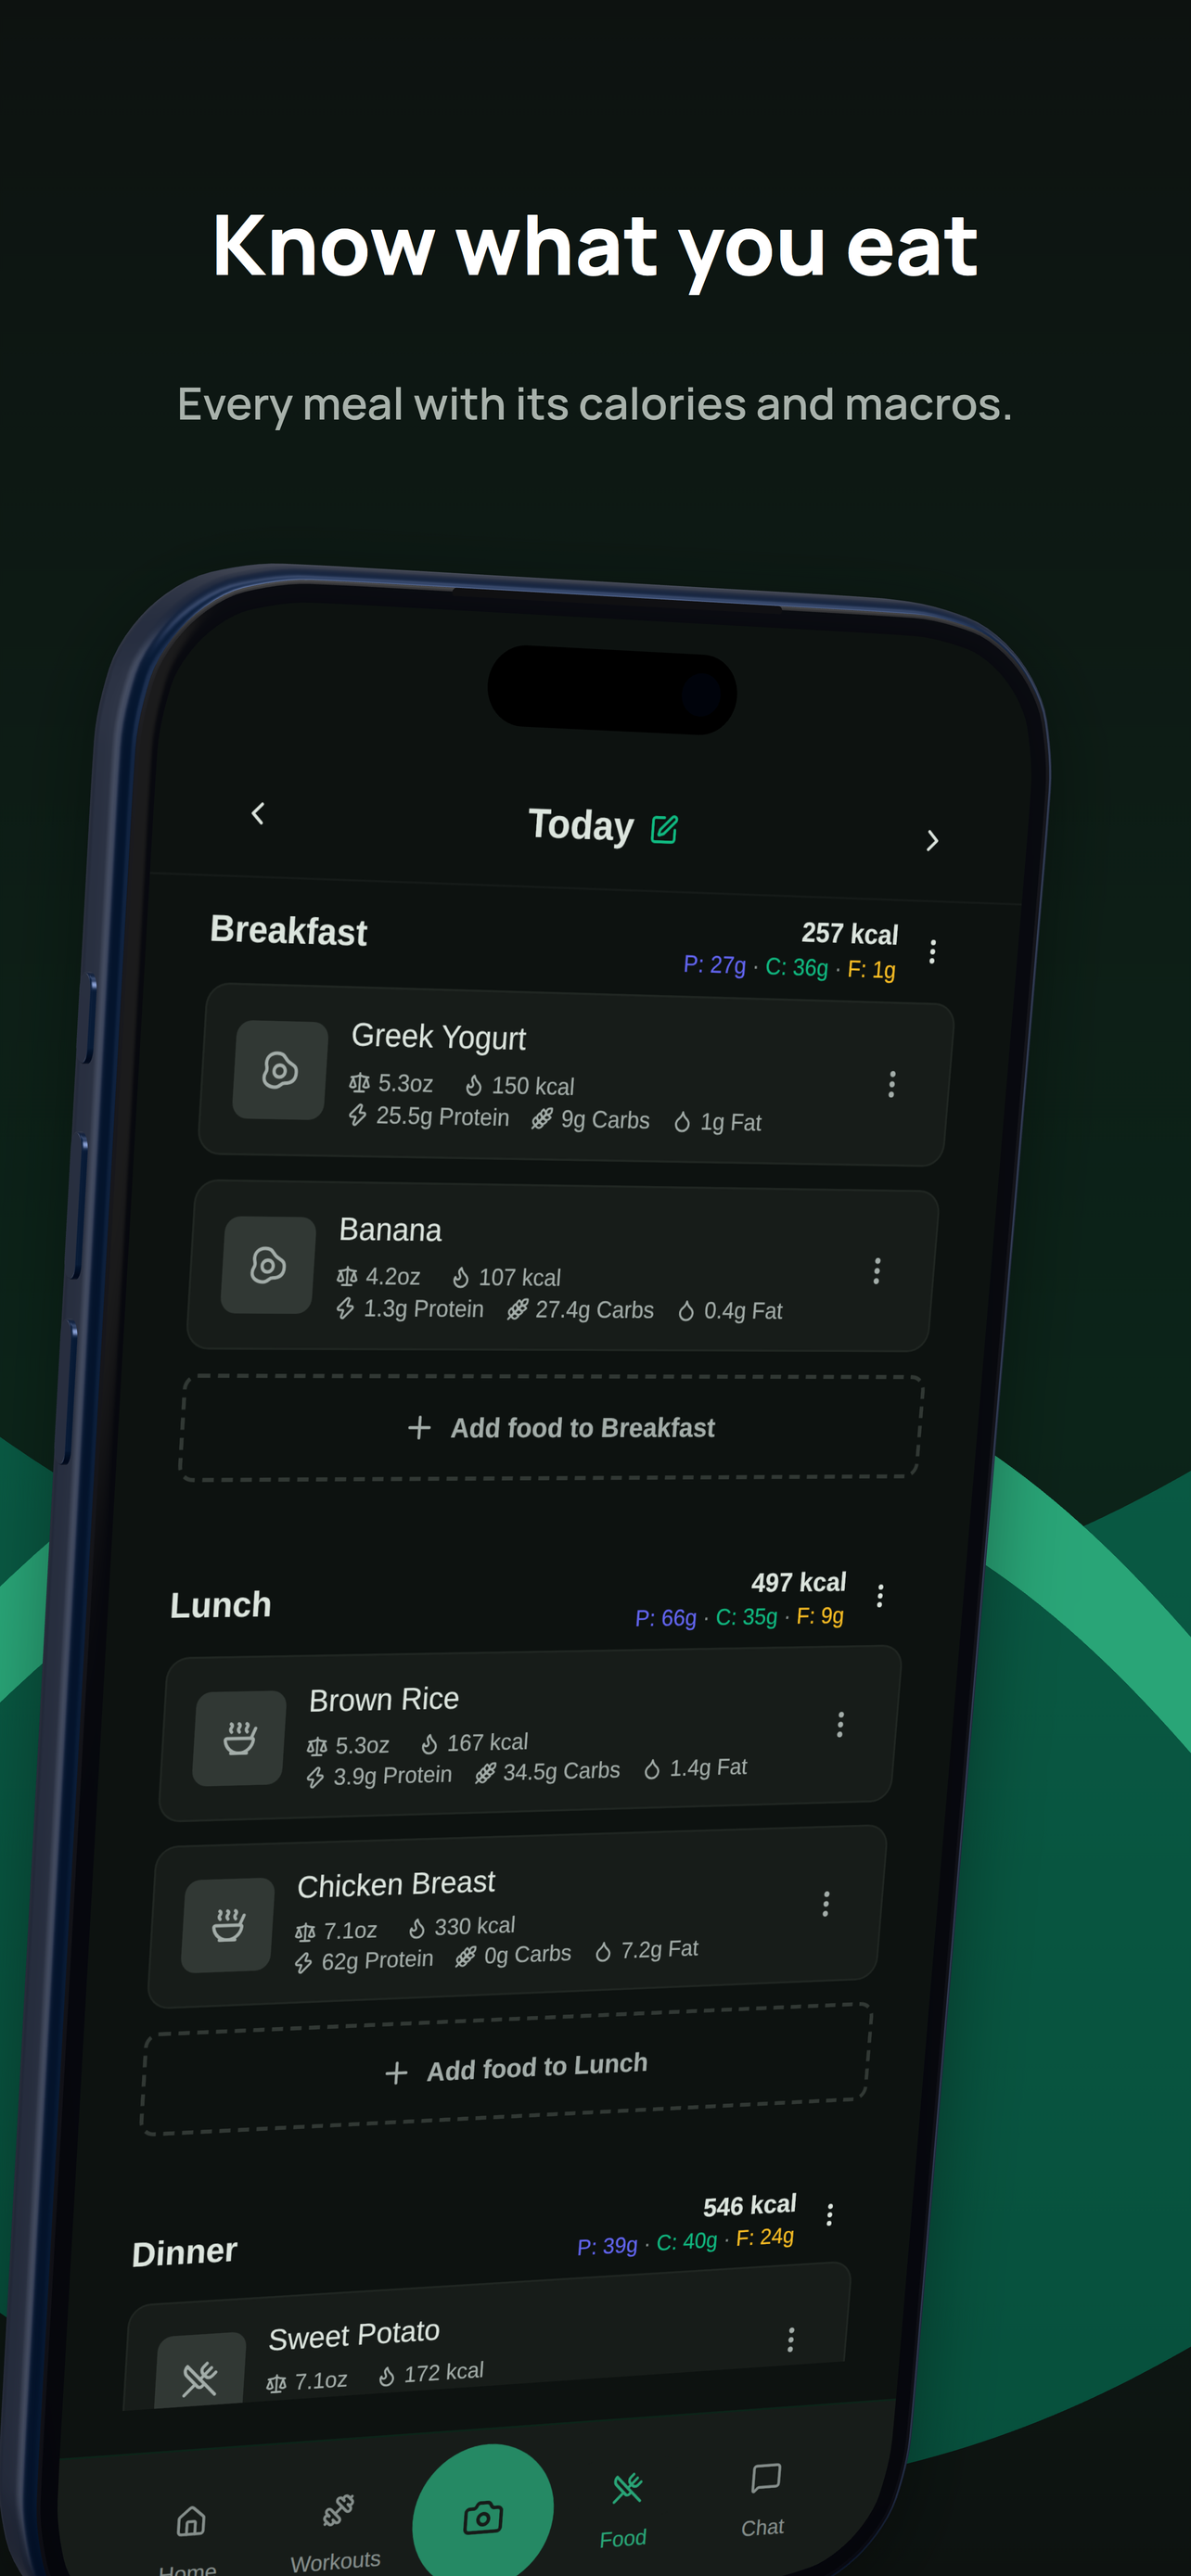 Know what you eat
Every meal with its calories and macros.
Today
Breakfast
257 kcal
P: 27g · C: 36g · F: 1g
Greek Yogurt
5.3oz 150 kcal
25.5g Protein 9g Carbs 1g Fat
Banana
4.2oz 107 kcal
1.3g Protein 27.4g Carbs 0.4g Fat
+ Add food to Breakfast
Lunch
497 kcal
P: 66g · C: 35g · F: 9g
Brown Rice
5.3oz 167 kcal
3.9g Protein 34.5g Carbs 1.4g Fat
Chicken Breast
7.1oz 330 kcal
62g Protein 0g Carbs 7.2g Fat
+ Add food to Lunch
Dinner
546 kcal
P: 39g · C: 40g · F: 24g
Sweet Potato
7.1oz 172 kcal
Home Workouts Food Chat